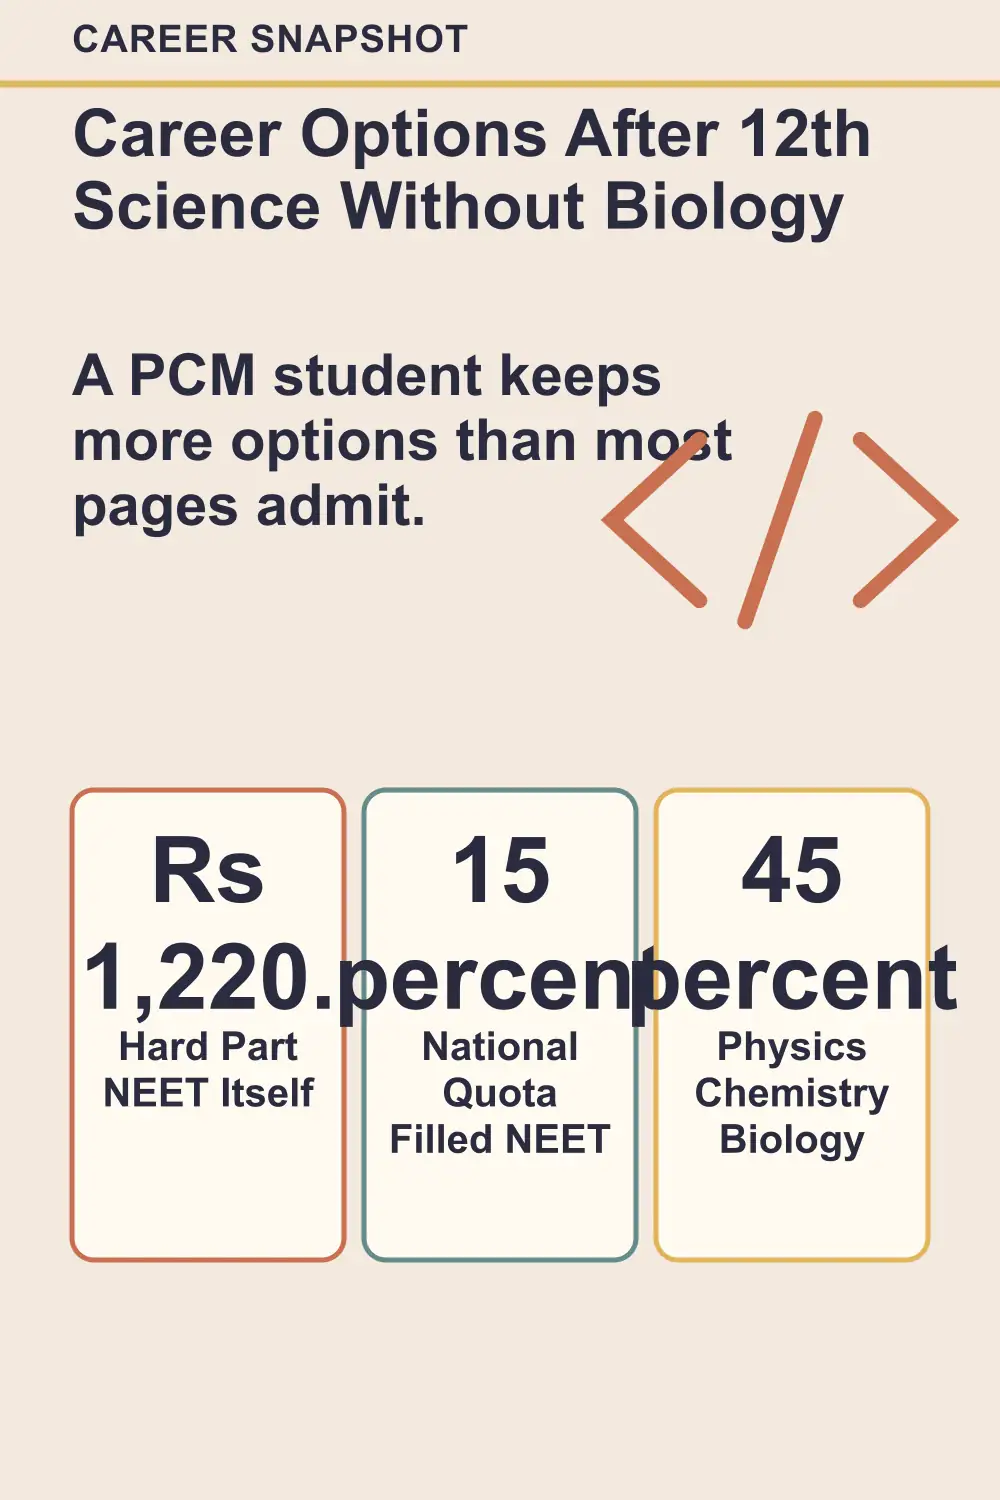 CAREER SNAPSHOT
Career Options After 12th
Science Without Biology
A PCM student keeps
more options than most
pages admit.
Rs
1,220.
Hard Part
NEET Itself
15
percent
National
Quota
Filled NEET
45
percent
Physics
Chemistry
Biology